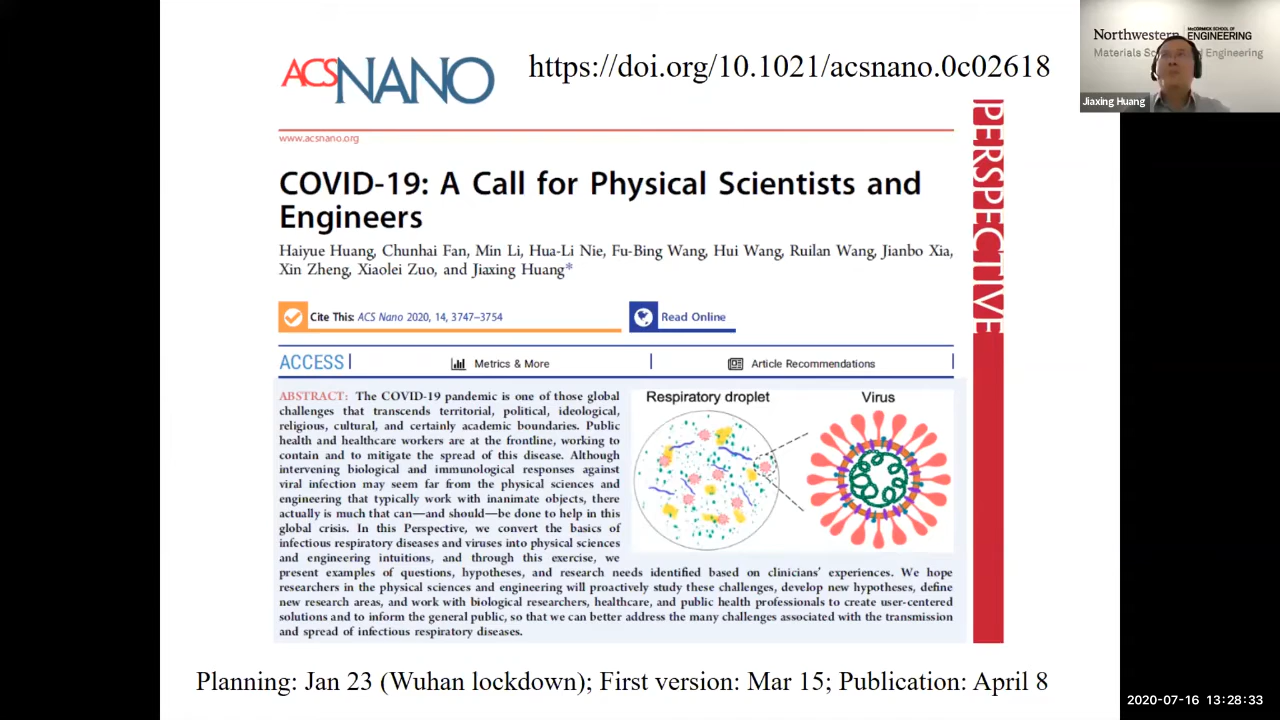 ACSNANO
https://doi.org/10.1021/acsnano.0c02618
Northwestern McCORMICK SCHOOL OF ENGINEERING
Materials Engineering
Jiaxing Huang
www.acsnano.org
PERSPECTIVE
COVID-19: A Call for Physical Scientists and
Engineers
Haiyue Huang, Chunhai Fan, Min Li, Hua-Li Nie, Fu-Bing Wang, Hui Wang, Ruilan Wang, Jianbo Xia,
Xin Zheng, Xiaolei Zuo, and Jiaxing Huang*
Cite This: ACS Nano 2020, 14, 3747–3754
Read Online
ACCESS
Metrics & More
Article Recommendations
ABSTRACT: The COVID-19 pandemic is one of those global
challenges that transcends territorial, political, ideological,
religious, cultural, and certainly academic boundaries. Public
health and healthcare workers are at the frontline, working to
contain and to mitigate the spread of this disease. Although
intervening biological and immunological responses against
viral infection may seem far from the physical sciences and
engineering that typically work with inanimate objects, there
actually is much that can—and should—be done to help in this
global crisis. In this Perspective, we convert the basics of
infectious respiratory diseases and viruses into physical sciences
and engineering intuitions, and through this exercise, we
present examples of questions, hypotheses, and research needs identified based on clinicians' experiences. We hope
researchers in the physical sciences and engineering will proactively study these challenges, develop new hypotheses, define
new research areas, and work with biological researchers, healthcare, and public health professionals to create user-centered
solutions and to inform the general public, so that we can better address the many challenges associated with the transmission
and spread of infectious respiratory diseases.
Respiratory droplet
Virus
Planning: Jan 23 (Wuhan lockdown); First version: Mar 15; Publication: April 8
2020-07-16 13:28:33